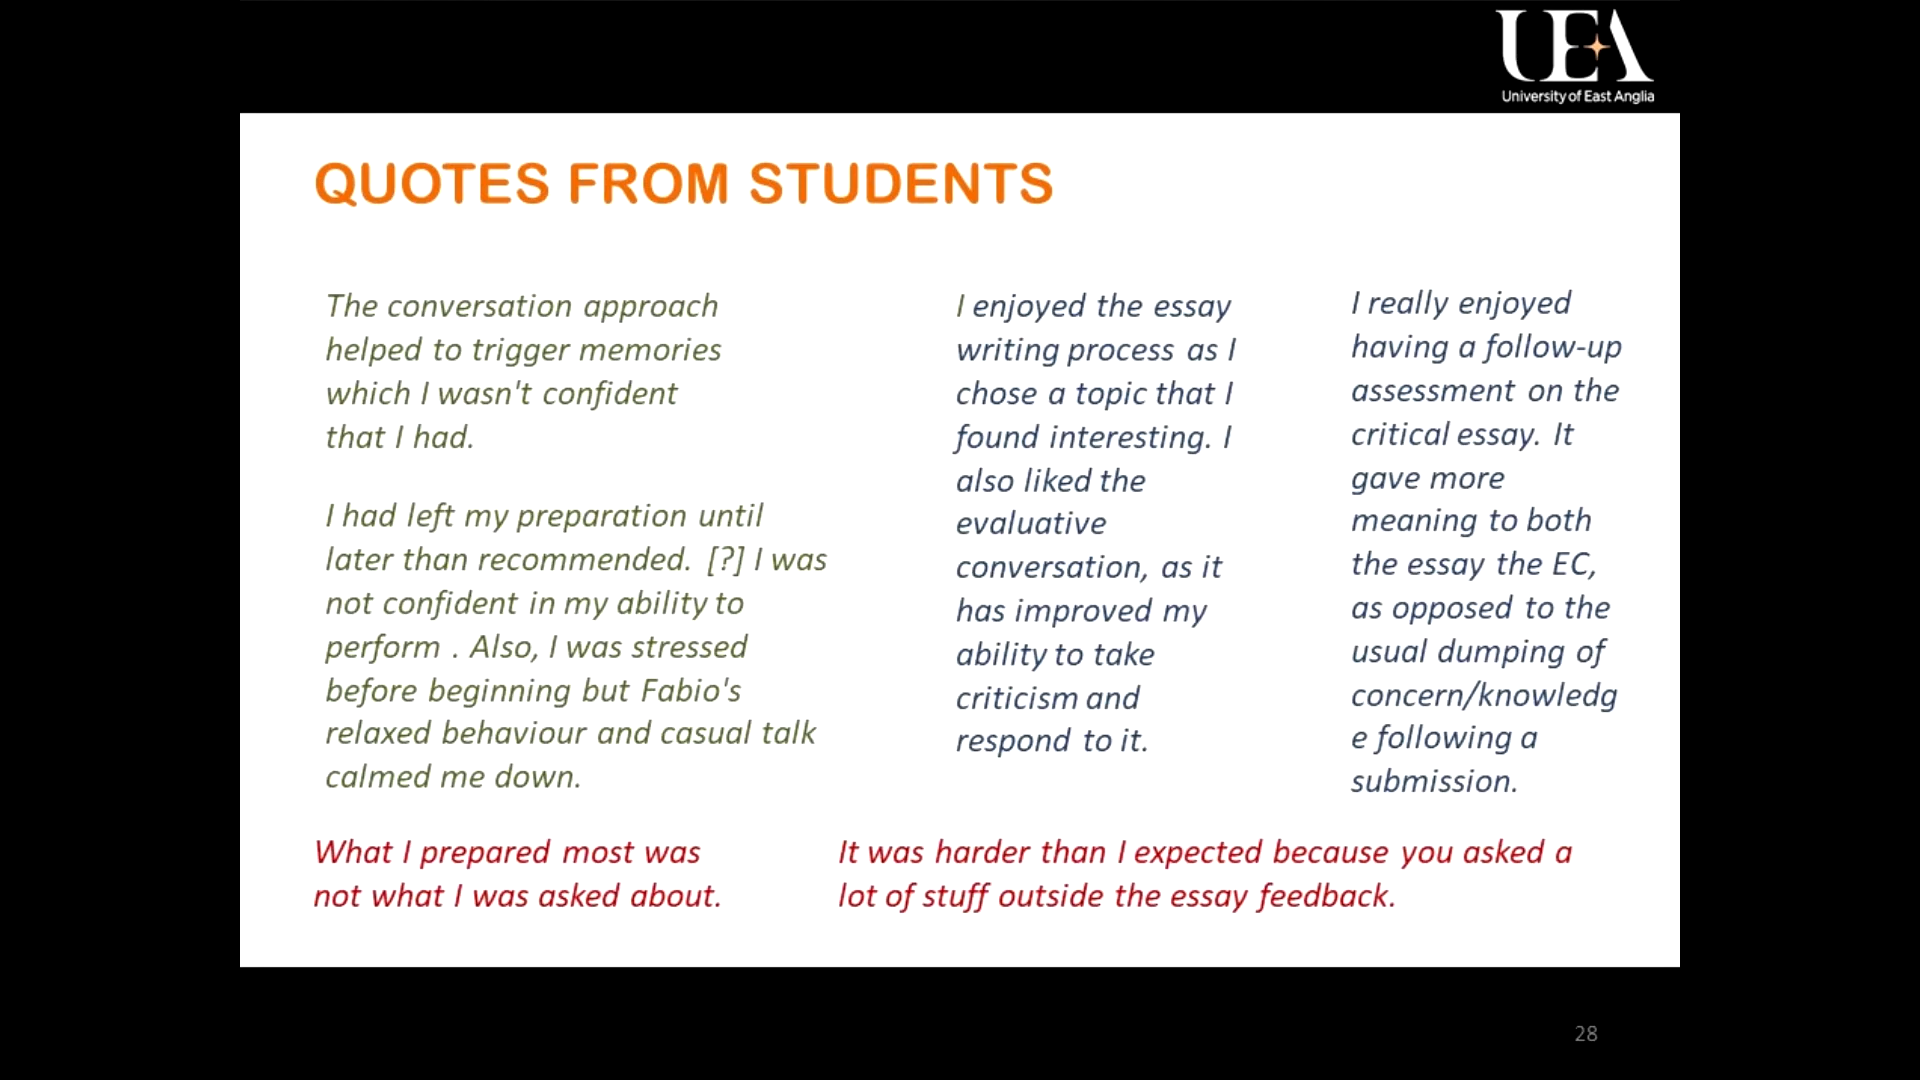 UEA
University of East Anglia
QUOTES FROM STUDENTS
The conversation approach
helped to trigger memories
which I wasn't confident
that I had.
I had left my preparation until
later than recommended. [?] I was
not confident in my ability to
perform . Also, I was stressed
before beginning but Fabio's
relaxed behaviour and casual talk
calmed me down.
I enjoyed the essay
writing process as I
chose a topic that I
found interesting. I
also liked the
evaluative
conversation, as it
has improved my
ability to take
criticism and
respond to it.
I really enjoyed
having a follow-up
assessment on the
critical essay. It
gave more
meaning to both
the essay the EC,
as opposed to the
usual dumping of
concern/knowledg
e following a
submission.
What I prepared most was
not what I was asked about.
It was harder than I expected because you asked a
lot of stuff outside the essay feedback.
28